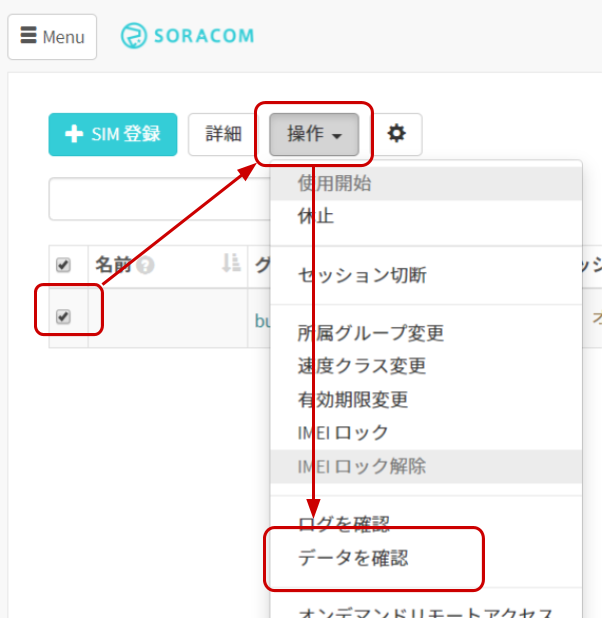 Menu
SORACOM
SIM 登録
詳細
操作
使用開始
休止
セッション切断
名前
グ
ッシ
bu
所属グループ変更
速度クラス変更
有効期限変更
IMEI ロック
IMEI ロック解除
ログを確認
データを確認
オンデマンドリモートアクセス